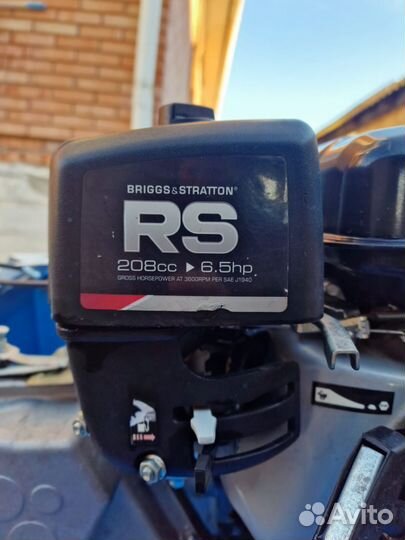 BRIGGS&STRATTON®
RS
208cc ▶ 6.5hp
GROSS HORSEPOWER AT 3600RPM PER SAE J1940
Avito